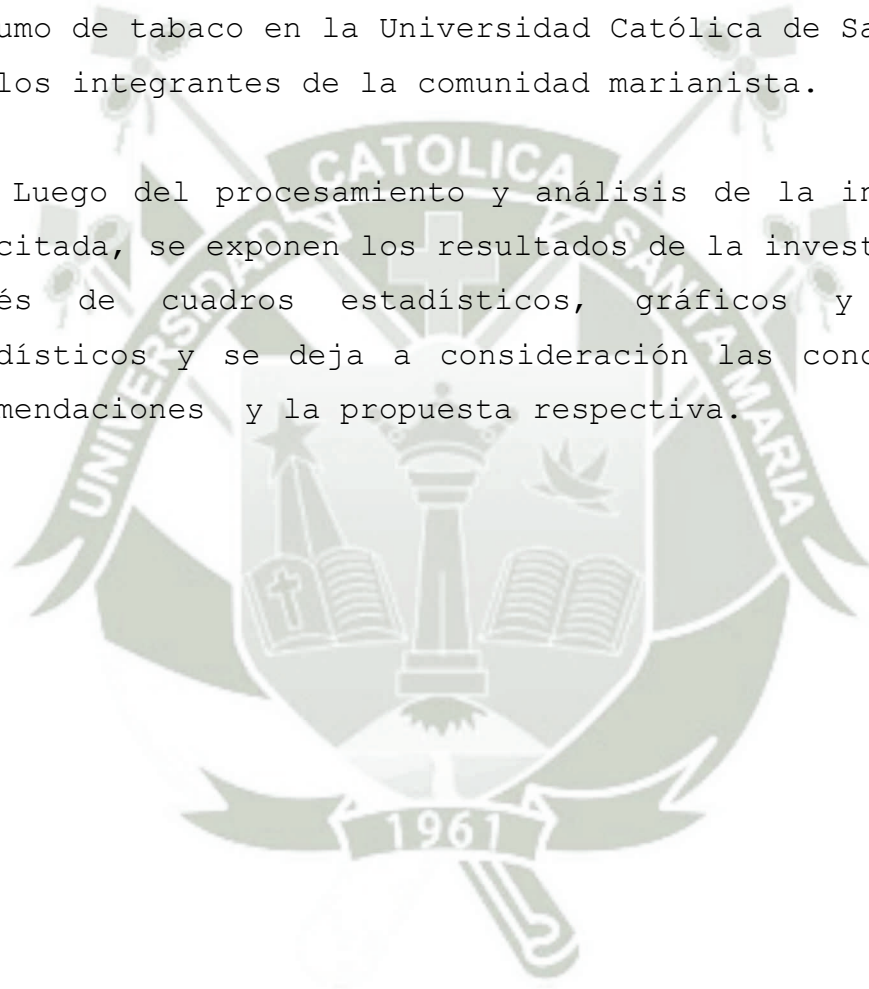 umo de tabaco en la Universidad Católica de Sa
los integrantes de la comunidad marianista.
Luego del procesamiento y análisis de la in
citada, se exponen los resultados de la invest
és de cuadros estadísticos, gráficos y
dísticos y se deja a consideración las conc
mendaciones y la propuesta respectiva.
UNIVERSIDAD CATOLICA SANTA MARIA
1961